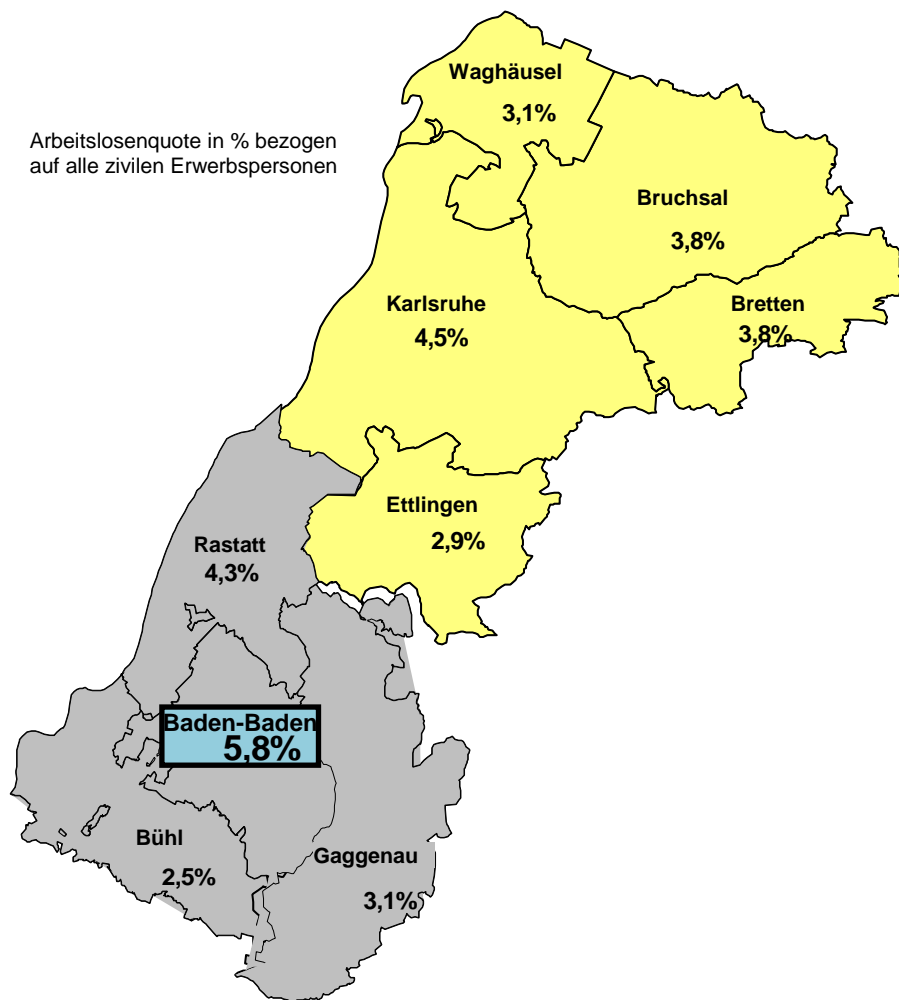 Waghäusel
3,1%
Arbeitslosenquote in % bezogen
auf alle zivilen Erwerbspersonen
Bruchsal
3,8%
Karlsruhe
4,5%
Bretten
3,8%
Ettlingen
2,9%
Rastatt
4,3%
Baden-Baden
5,8%
Bühl
2,5%
Gaggenau
3,1%